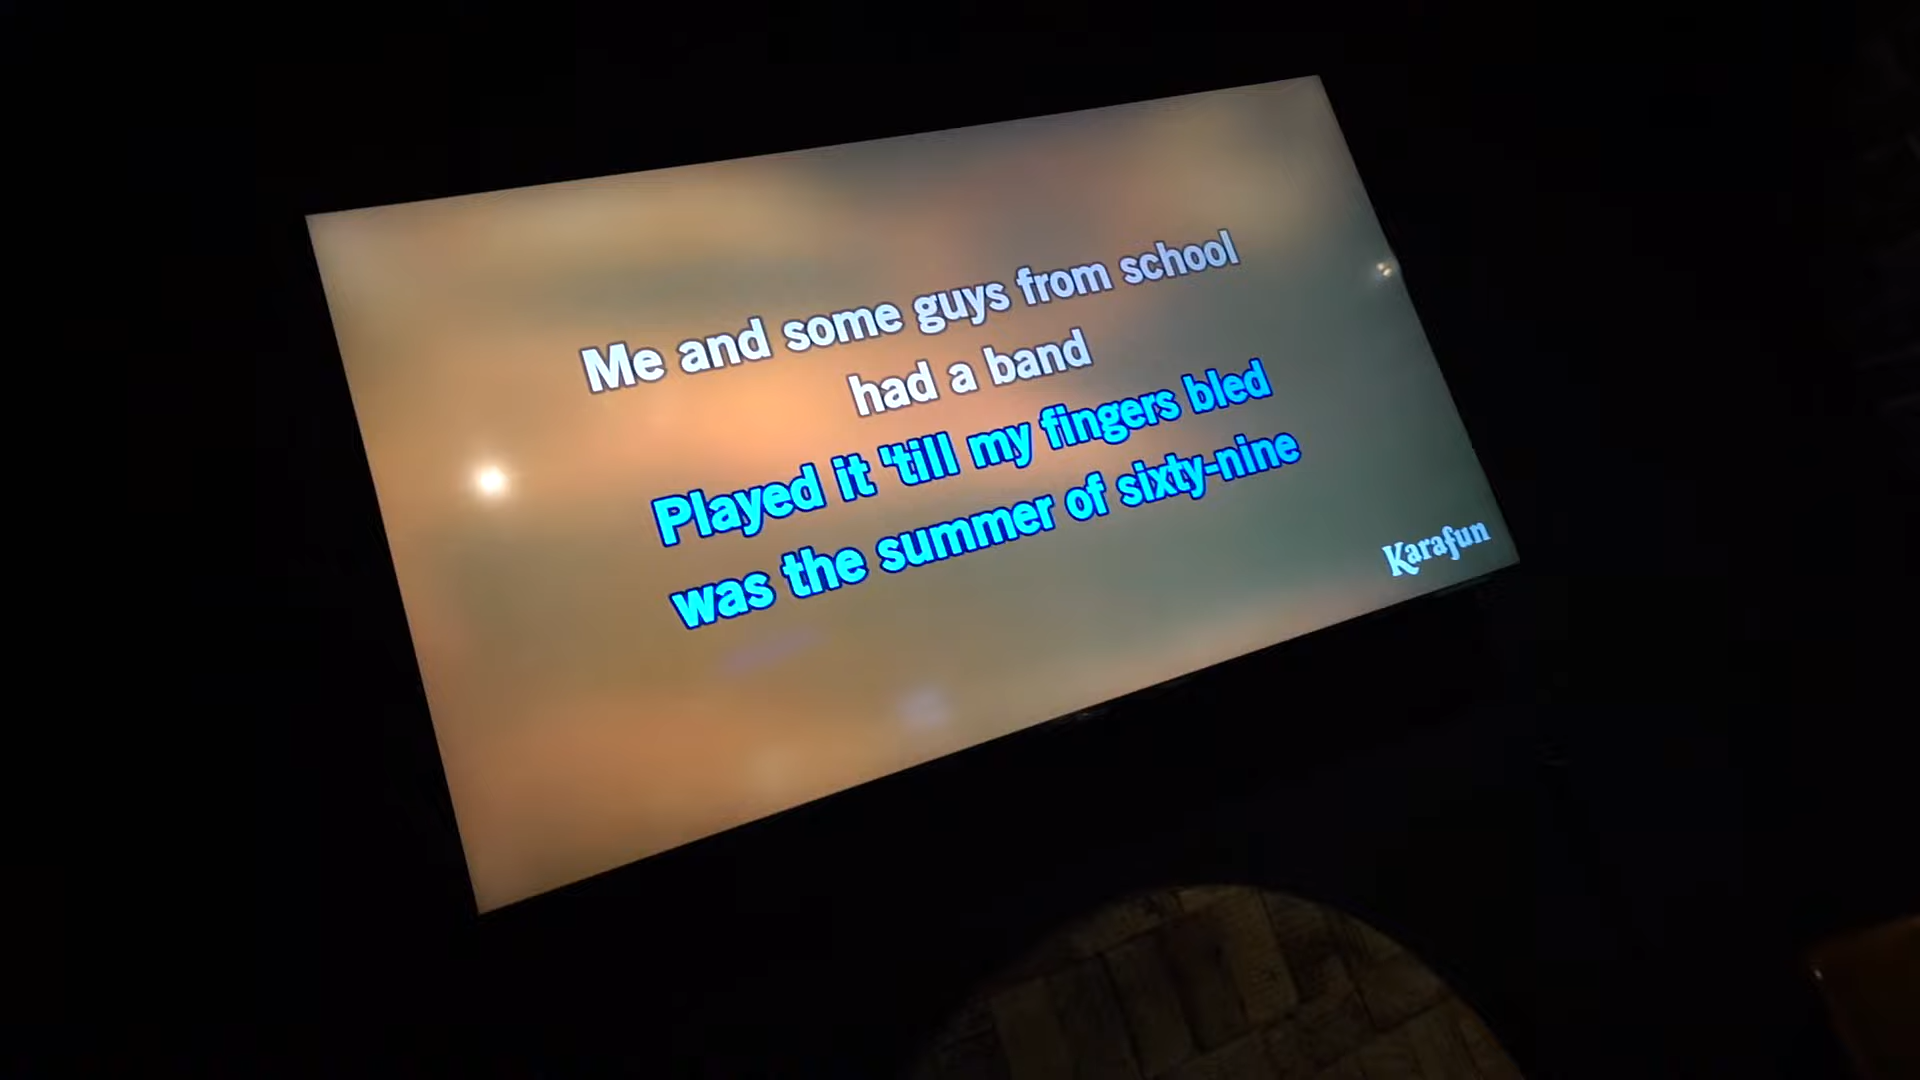 Me and some guys from school
had a band
Played it 'till my fingers bled
was the summer of sixty-nine
Karafun